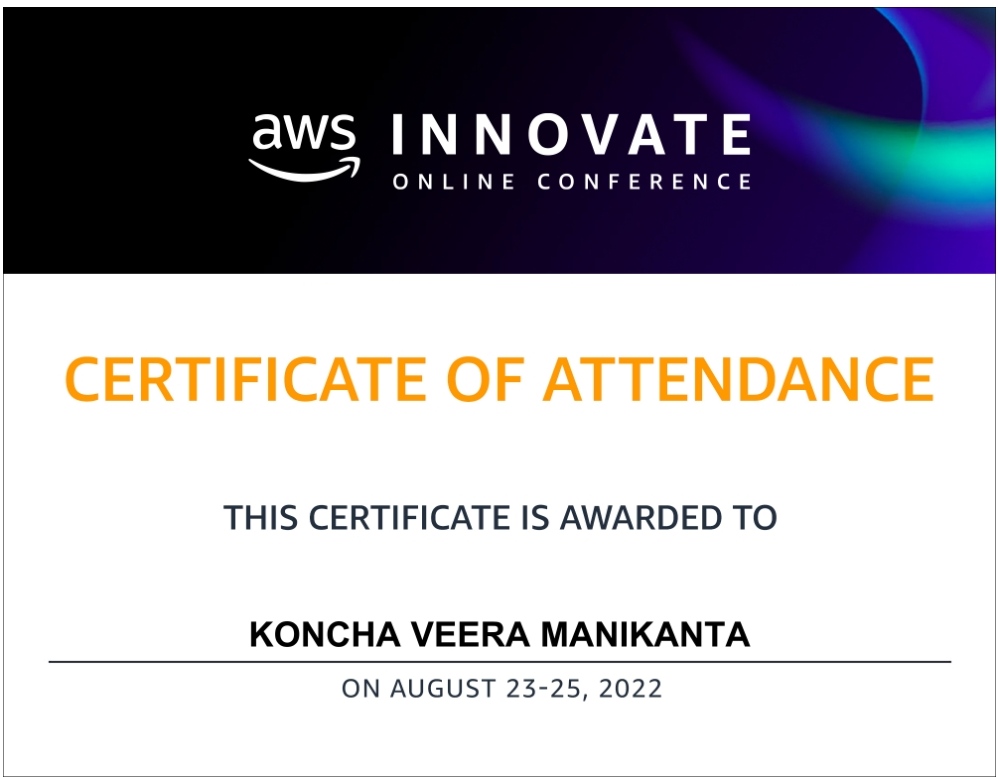 aws INNOVATE
ONLINE CONFERENCE
CERTIFICATE OF ATTENDANCE
THIS CERTIFICATE IS AWARDED TO
KONCHA VEERA MANIKANTA
ON AUGUST 23-25, 2022